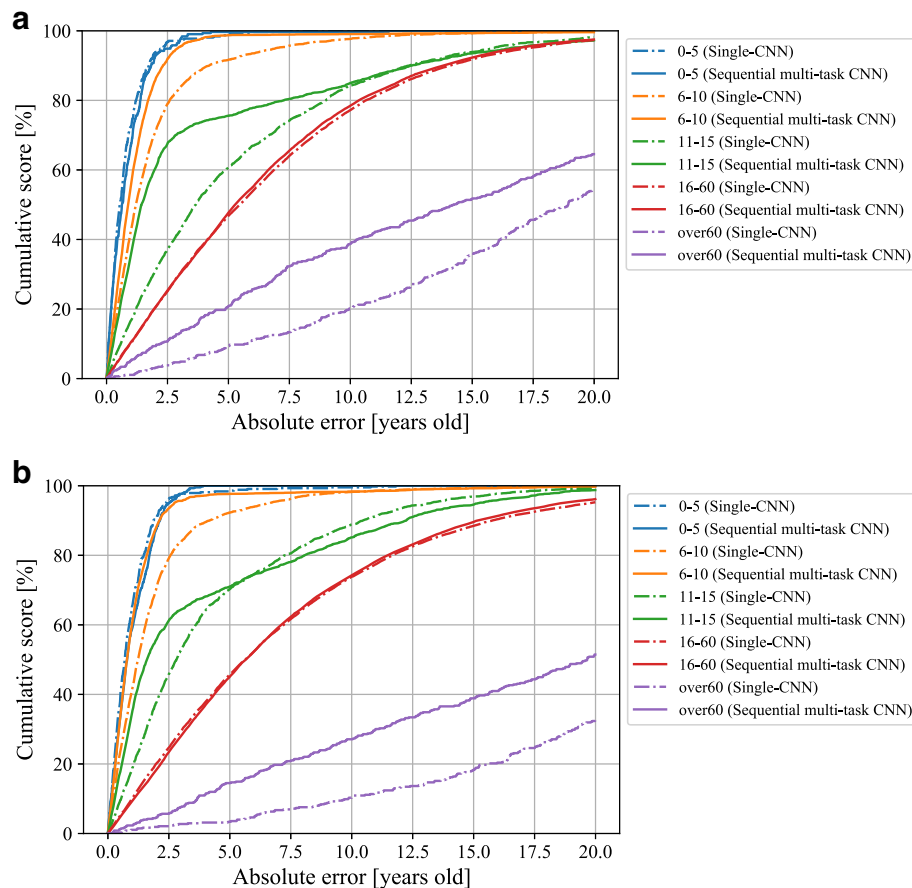 a
100
80
60
40
20
0
Cumulative score [%]
0.0 2.5 5.0 7.5 10.0 12.5 15.0 17.5 20.0
Absolute error [years old]
0-5 (Single-CNN)
0-5 (Sequential multi-task CNN)
6-10 (Single-CNN)
6-10 (Sequential multi-task CNN)
11-15 (Single-CNN)
11-15 (Sequential multi-task CNN)
16-60 (Single-CNN)
16-60 (Sequential multi-task CNN)
over60 (Single-CNN)
over60 (Sequential multi-task CNN)
b
100
80
60
40
20
0
Cumulative score [%]
0.0 2.5 5.0 7.5 10.0 12.5 15.0 17.5 20.0
Absolute error [years old]
0-5 (Single-CNN)
0-5 (Sequential multi-task CNN)
6-10 (Single-CNN)
6-10 (Sequential multi-task CNN)
11-15 (Single-CNN)
11-15 (Sequential multi-task CNN)
16-60 (Single-CNN)
16-60 (Sequential multi-task CNN)
over60 (Single-CNN)
over60 (Sequential multi-task CNN)